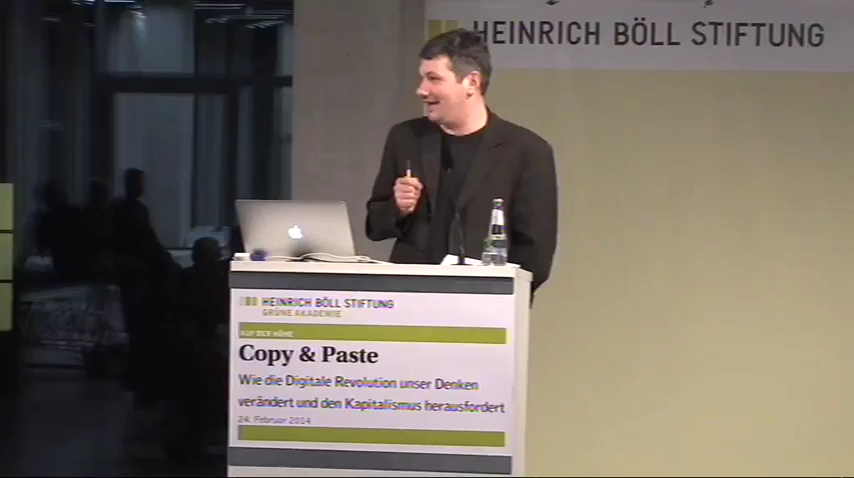 HEINRICH BÖLL STIFTUNG
HEINRICH BÖLL STIFTUNG
GRÜNE AKADEMIE
AUF DER HÖHE
Copy & Paste
Wie die Digitale Revolution unser Denken
verändert und den Kapitalismus herausfordert
24. Februar 2014